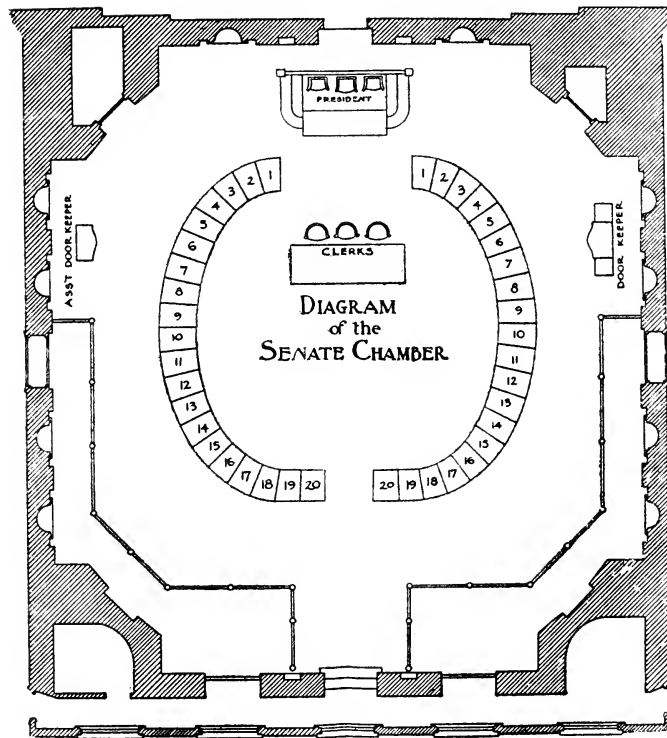 PRESIDENT
1 2 3 4 5 6 7 8 9 10 11 12 13 14 15 16 17 18 19 20
1 2 3 4 5 6 7 8 9 10 11 12 13 14 15 16 17 18 19 20
ASST DOOR KEEPER
DOOR KEEPER
CLERKS
DIAGRAM
of the
SENATE CHAMBER